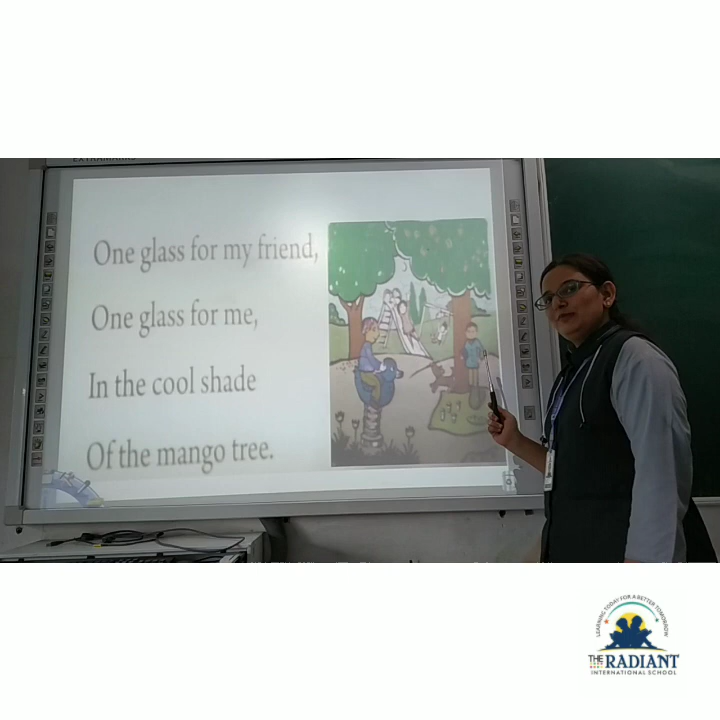 EXTRAMARKS
One glass for my friend,
One glass for me,
In the cool shade
Of the mango tree.
LEARNING TODAY FOR A BETTER TOMORROW
THE RADIANT
INTERNATIONAL SCHOOL